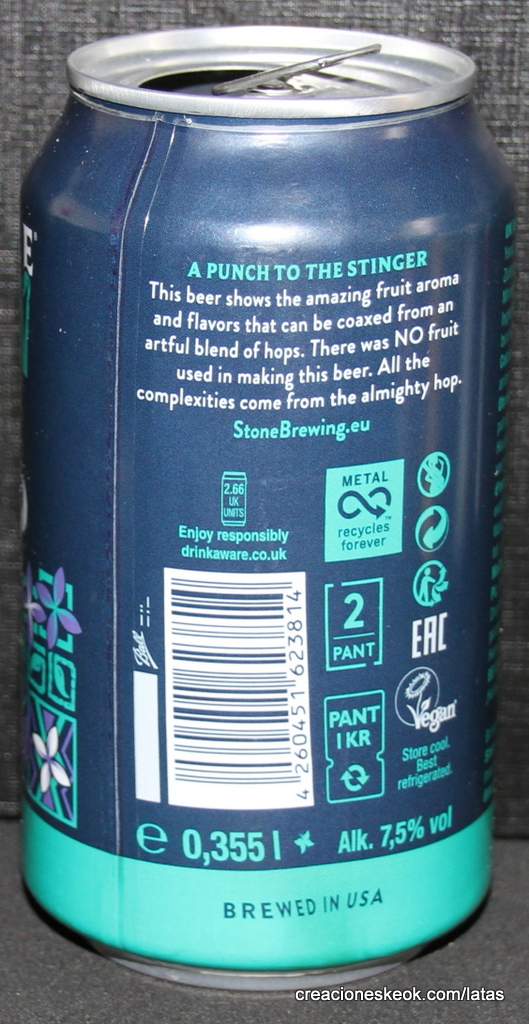 A PUNCH TO THE STINGER
This beer shows the amazing fruit aroma
and flavors that can be coaxed from an
artful blend of hops. There was NO fruit
used in making this beer. All the
complexities come from the almighty hop.
StoneBrewing.eu
2.66
UK
UNITS
Enjoy responsibly
drinkaware.co.uk
METAL
recycles
forever
Ball
2
PANT
EAC
4 260451 623814
PANT
1 KR
Vegan
Store cool.
Best
refrigerated.
e 0,355 l
Alk. 7,5% vol
BREWED IN USA
creacioneskeok.com/latas